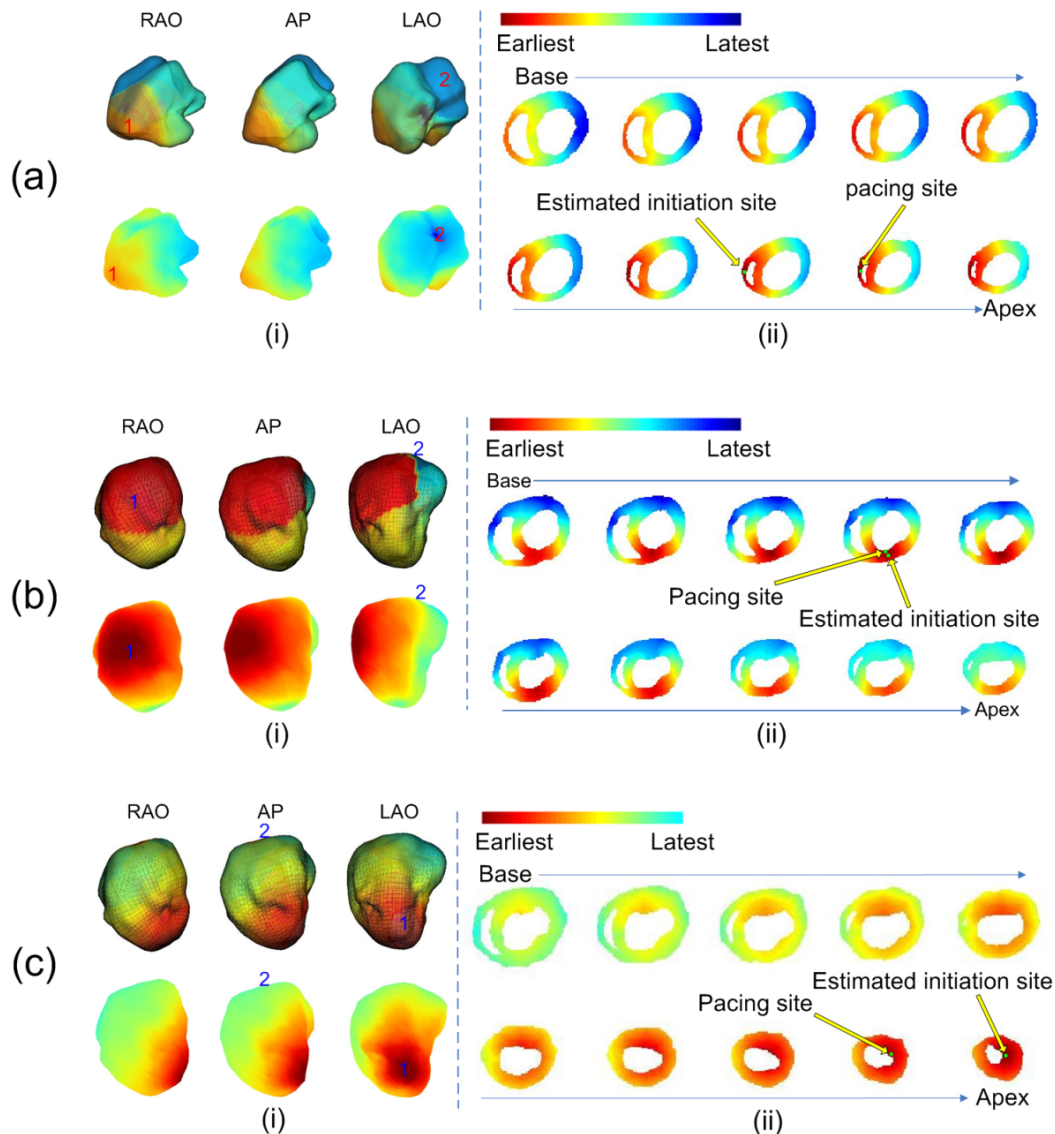 RAO AP LAO
Earliest Latest
Base
2
1
(a)
Estimated initiation site
pacing site
2
1
Apex
(i) (ii)
RAO AP LAO
2
Earliest Latest
Base
1
(b)
Pacing site
2
Estimated initiation site
1
Apex
(i) (ii)
RAO AP LAO
2
Earliest Latest
Base
1
(c)
2
Estimated initiation site
Pacing site
1
Apex
(i) (ii)